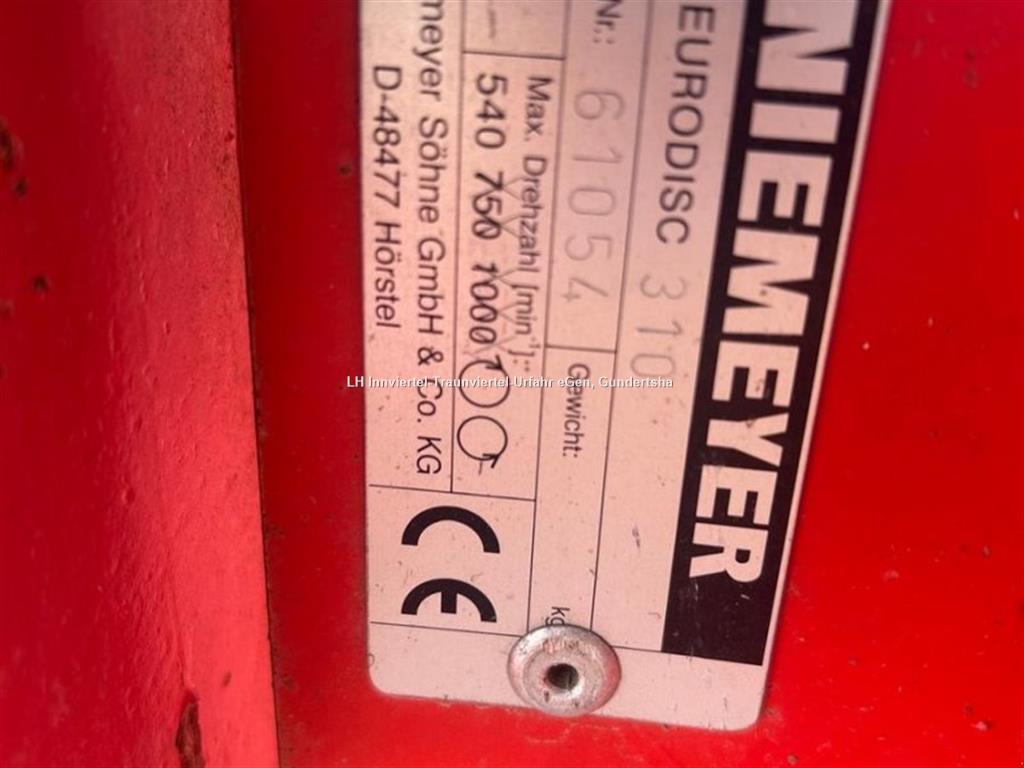 NIEMEYER
EURODISC 310
Nr.: 61054 Gewicht: kg
Max. Drehzahl [min⁻¹]:
540 750 1000
meyer Söhne GmbH & Co. KG
D-48477 Hörstel
CE
LH Innviertel-Traunviertel-Urfahr eGen, Gundertsha